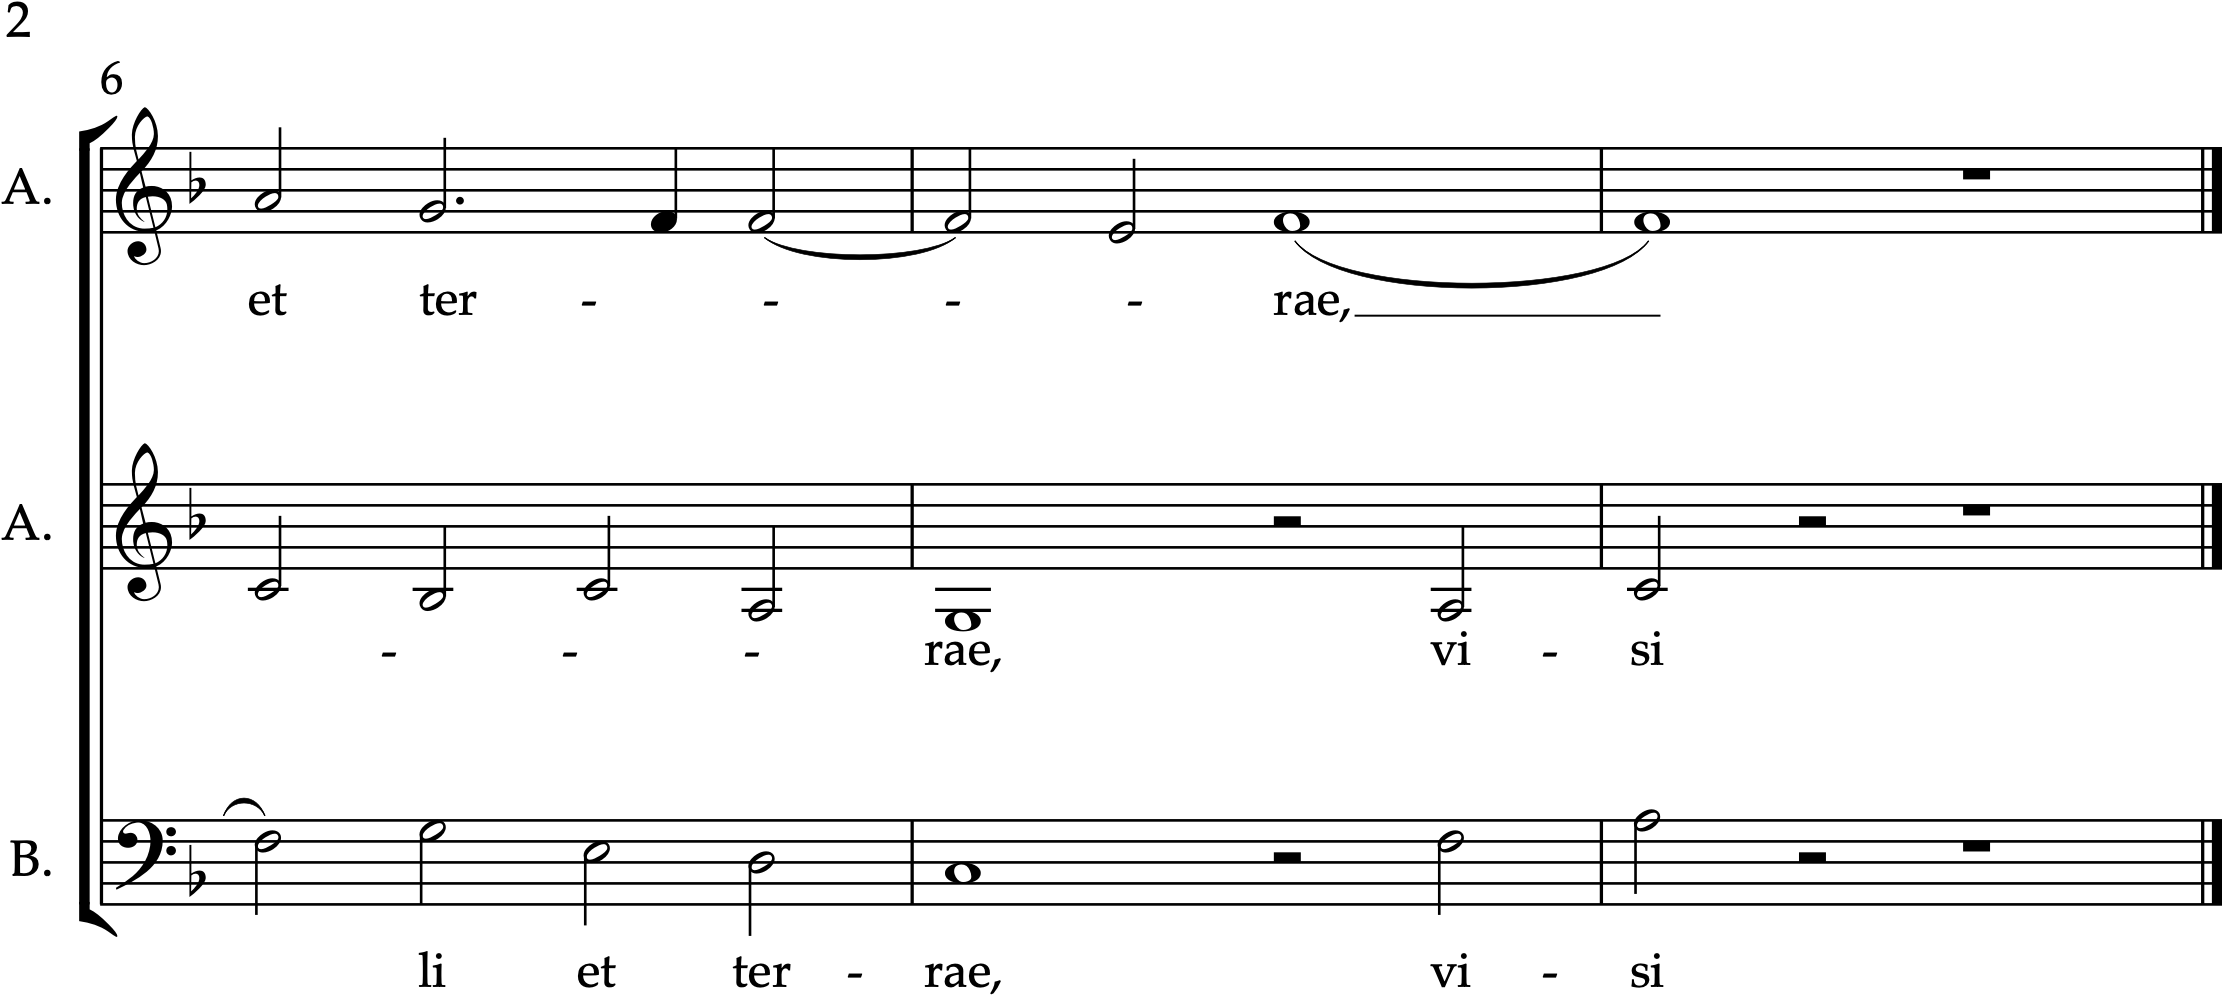 2
6
A.
et ter - - - - rae,
A.
- - - rae, vi - si
B.
li et ter - rae, vi - si